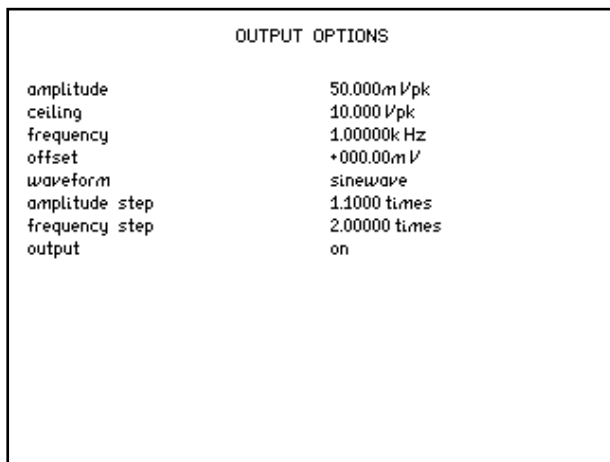 OUTPUT OPTIONS
amplitude 50.000m Vpk
ceiling 10.000 Vpk
frequency 1.00000k Hz
offset +000.00m V
waveform sinewave
amplitude step 1.1000 times
frequency step 2.00000 times
output on